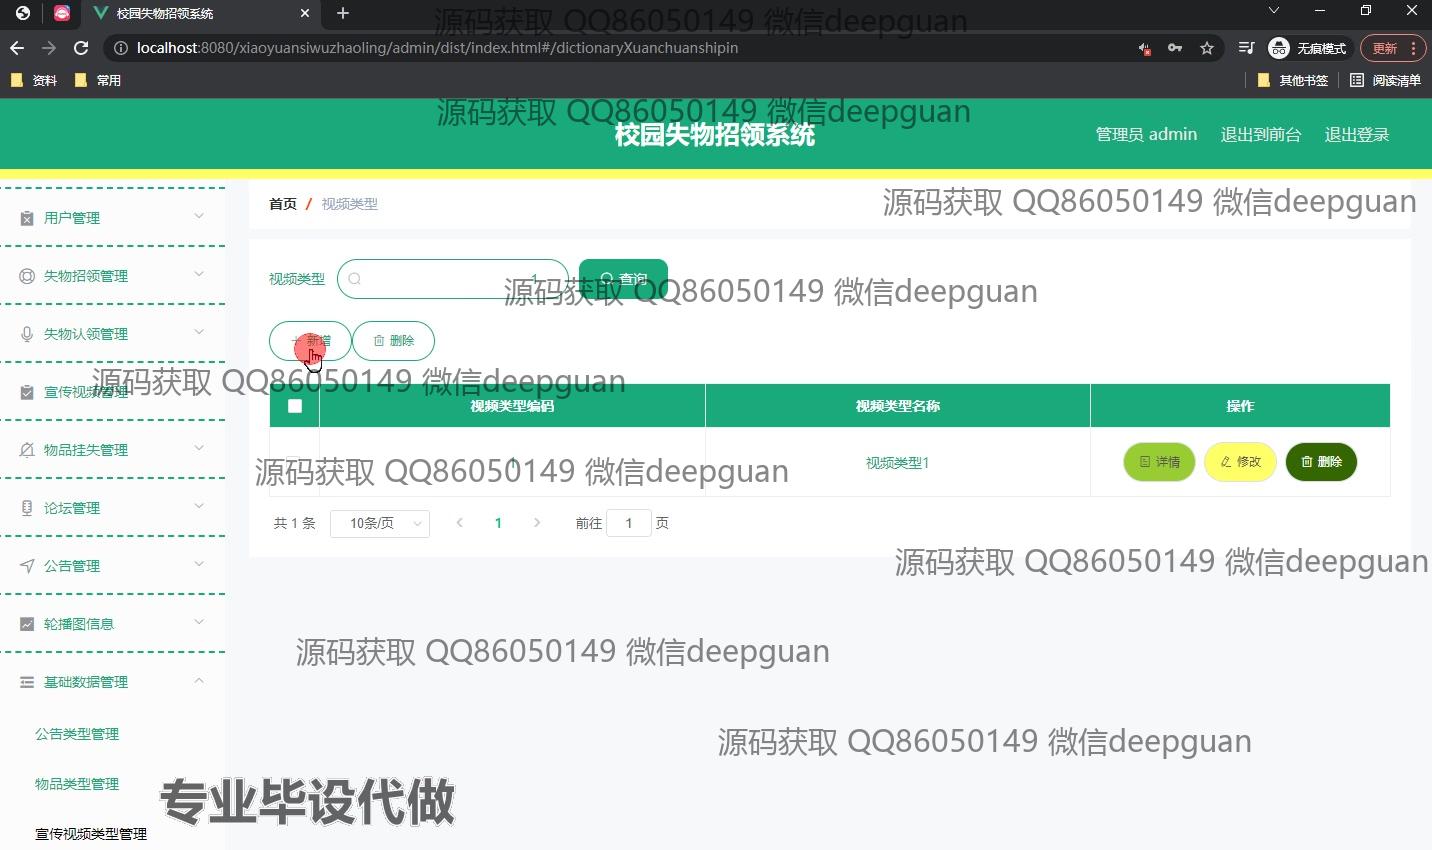 校园失物招领系统
源码获取 QQ86050149 微信deepguan
localhost:8080/xiaoyuansiwuzhaoling/admin/dist/index.html#/dictionaryXuanchuanshipin
无痕模式
更新
资料
常用
其他书签
阅读清单
源码获取 QQ86050149 微信deepguan
校园失物招领系统
管理员 admin
退出到前台
退出登录
源码获取 QQ86050149 微信deepguan
首页 / 视频类型
用户管理
失物招领管理
失物认领管理
宣传视频管理
物品挂失管理
论坛管理
公告管理
轮播图信息
基础数据管理
公告类型管理
物品类型管理
宣传视频类型管理
视频类型
1
查询
源码获取 QQ86050149 微信deepguan
新增
删除
源码获取 QQ86050149 微信deepguan
视频类型编码
视频类型名称
操作
1
视频类型1
详情
修改
删除
源码获取 QQ86050149 微信deepguan
共 1 条
10条/页
1
前往
1
页
源码获取 QQ86050149 微信deepguan
源码获取 QQ86050149 微信deepguan
源码获取 QQ86050149 微信deepguan
专业毕设代做